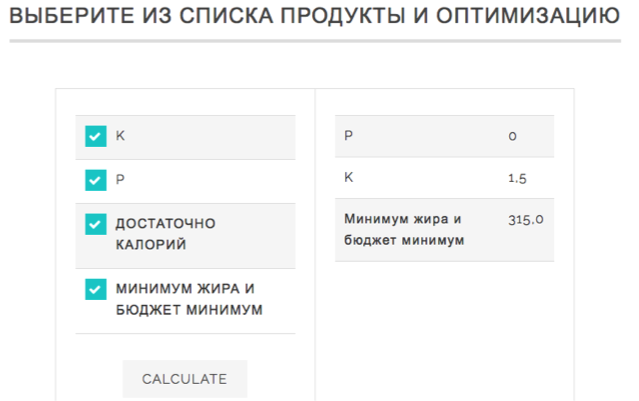 ВЫБЕРИТЕ ИЗ СПИСКА ПРОДУКТЫ И ОПТИМИЗАЦИЮ
K
P
ДОСТАТОЧНО
КАЛОРИЙ
МИНИМУМ ЖИРА И
БЮДЖЕТ МИНИМУМ
CALCULATE
P 0
K 1.5
Минимум жира и 315.0
бюджет минимум